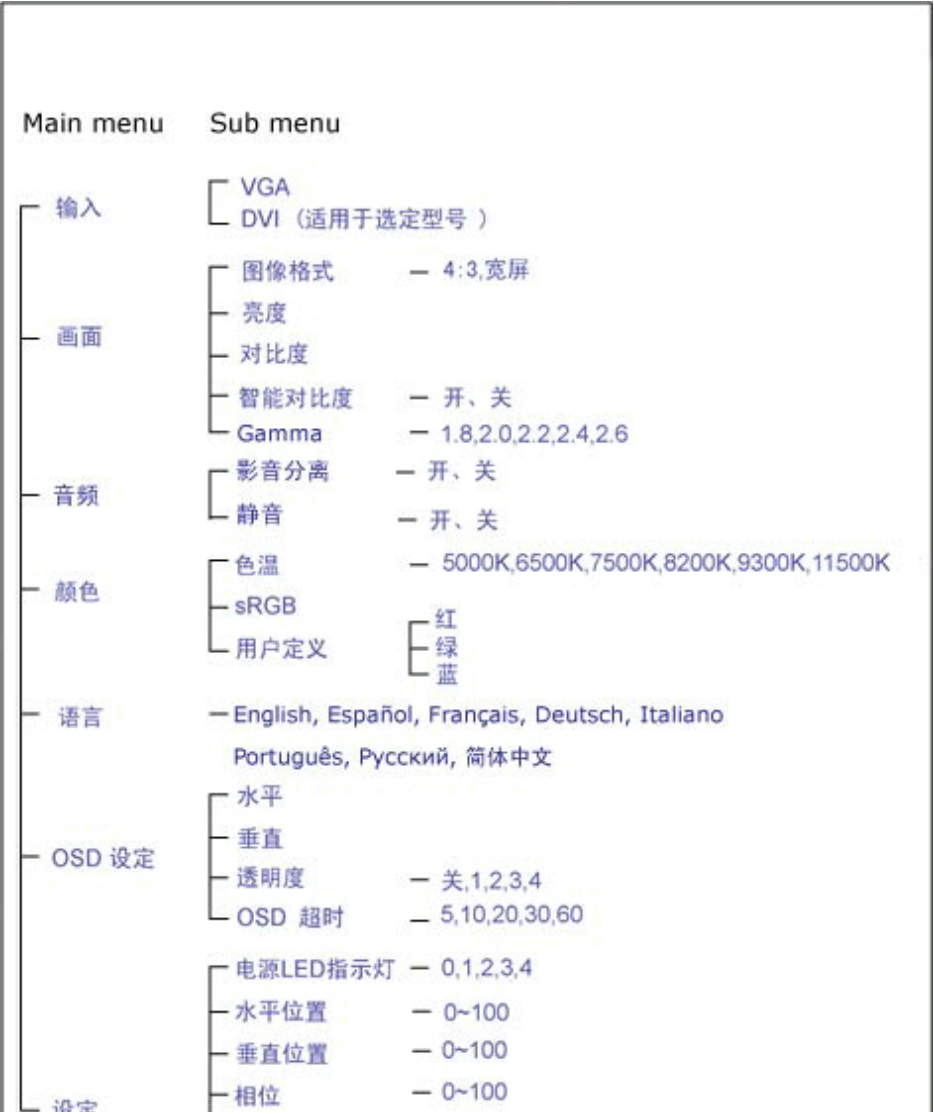 Main menu Sub menu
输入
VGA
DVI (适用于选定型号 )
画面
图像格式 — 4:3,宽屏
亮度
对比度
智能对比度 — 开、关
Gamma — 1.8,2.0,2.2,2.4,2.6
音频
影音分离 — 开、关
静音 — 开、关
颜色
色温 — 5000K,6500K,7500K,8200K,9300K,11500K
sRGB
用户定义
红
绿
蓝
语言
English, Español, Français, Deutsch, Italiano
Português, Русский, 简体中文
OSD 设定
水平
垂直
透明度 — 关,1,2,3,4
OSD 超时 — 5,10,20,30,60
设定
电源LED指示灯 — 0,1,2,3,4
水平位置 — 0~100
垂直位置 — 0~100
相位 — 0~100